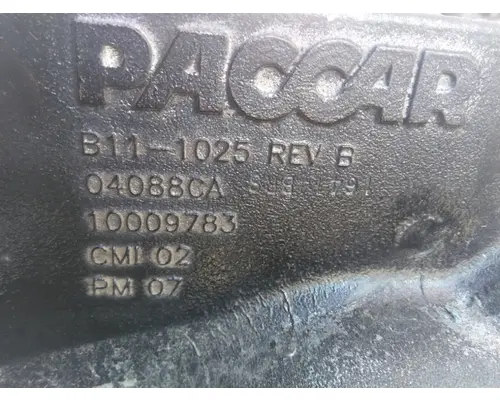 PACCAR
B11-1025 REV B
04088CA
10009783
CMI 02
PM 07